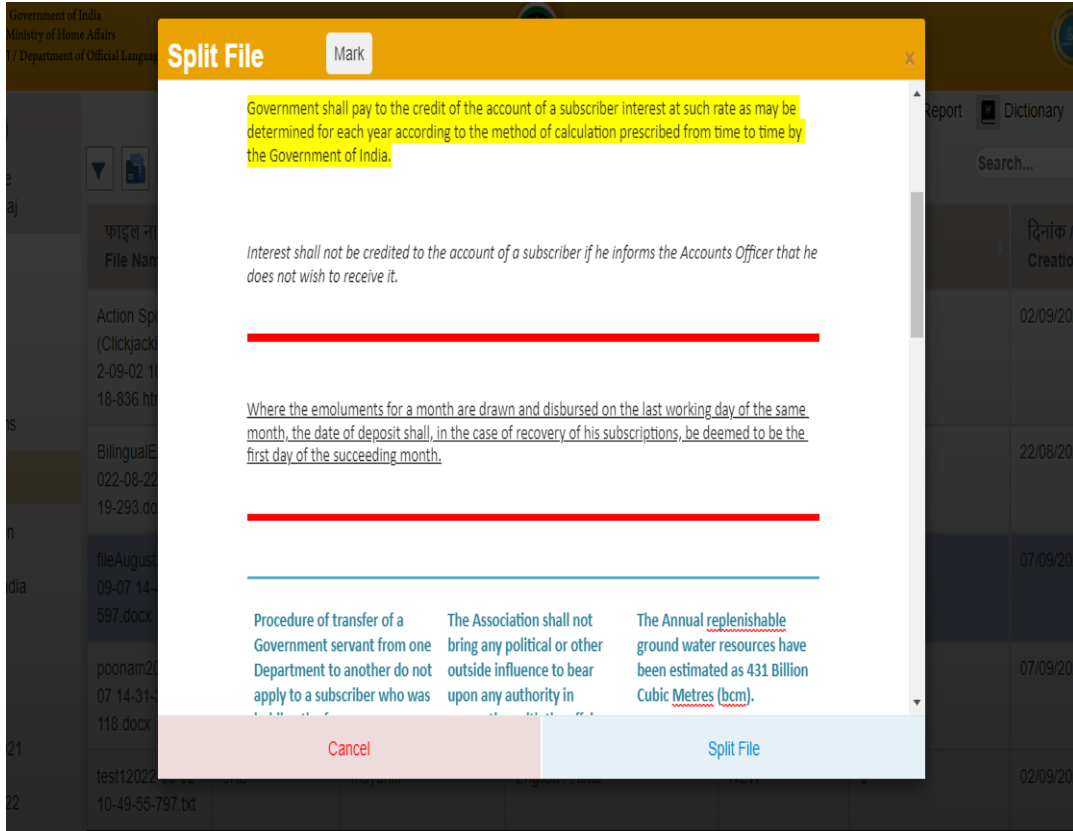 Government of India
Ministry of Home Affairs
/ Department of Official Languag
Split File
Mark
x
Report
Dictionary
Search...
Government shall pay to the credit of the account of a subscriber interest at such rate as may be
determined for each year according to the method of calculation prescribed from time to time by
the Government of India.
Interest shall not be credited to the account of a subscriber if he informs the Accounts Officer that he
does not wish to receive it.
Where the emoluments for a month are drawn and disbursed on the last working day of the same
month, the date of deposit shall, in the case of recovery of his subscriptions, be deemed to be the
first day of the succeeding month.
Procedure of transfer of a
Government servant from one
Department to another do not
apply to a subscriber who was
The Association shall not
bring any political or other
outside influence to bear
upon any authority in
The Annual replenishable
ground water resources have
been estimated as 431 Billion
Cubic Metres (bcm).
Cancel
Split File
फाइल ना
File Nam
दिनांक /
Creatio
Action Spo
(Clickjacki
2-09-02 10
18-836.htm
02/09/20
BilingualE
022-08-22
19-293.do
22/08/20
fileAugust
09-07 14-4
597.docx
07/09/20
poonam20
07 14-31-
118.docx
07/09/20
test12022
10-49-55-797.txt
02/09/20